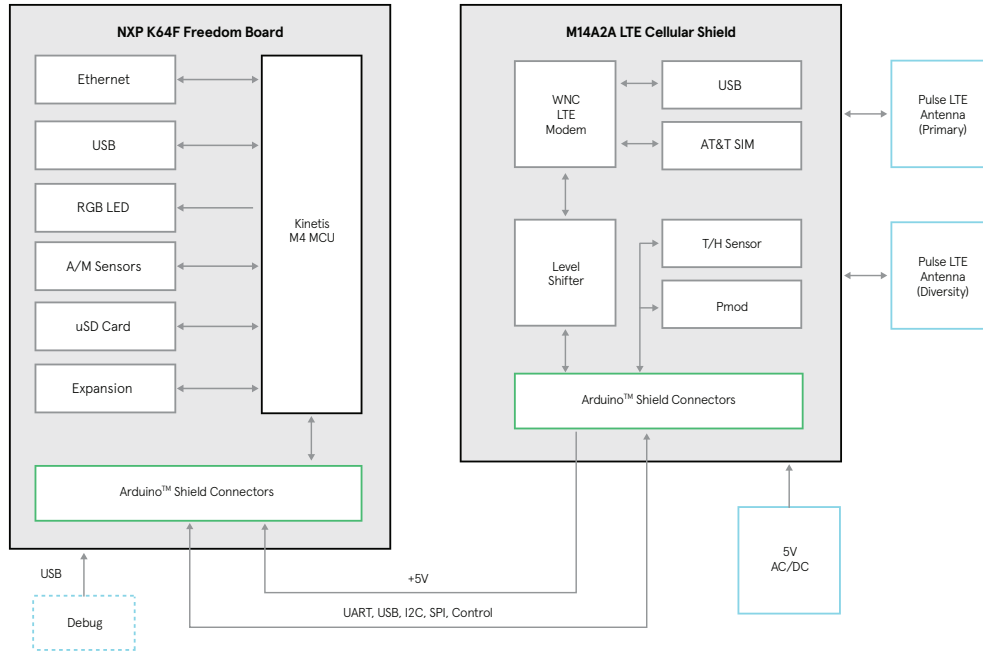 NXP K64F Freedom Board
Ethernet
USB
RGB LED
A/M Sensors
uSD Card
Expansion
Kinetis
M4 MCU
Arduino™ Shield Connectors
USB
Debug
M14A2A LTE Cellular Shield
WNC
LTE
Modem
USB
AT&T SIM
Level
Shifter
T/H Sensor
Pmod
Arduino™ Shield Connectors
Pulse LTE
Antenna
(Primary)
Pulse LTE
Antenna
(Diversity)
5V
AC/DC
+5V
UART, USB, I2C, SPI, Control